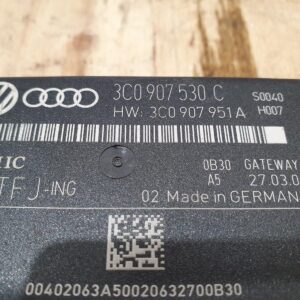 3C0 907 530 C S0040
HW: 3C0 907 951 A H007
IC
0B30 GATEWAY
TF J-ING A5 27.03.0
02 Made in GERMAN
00402063A50020632700B30